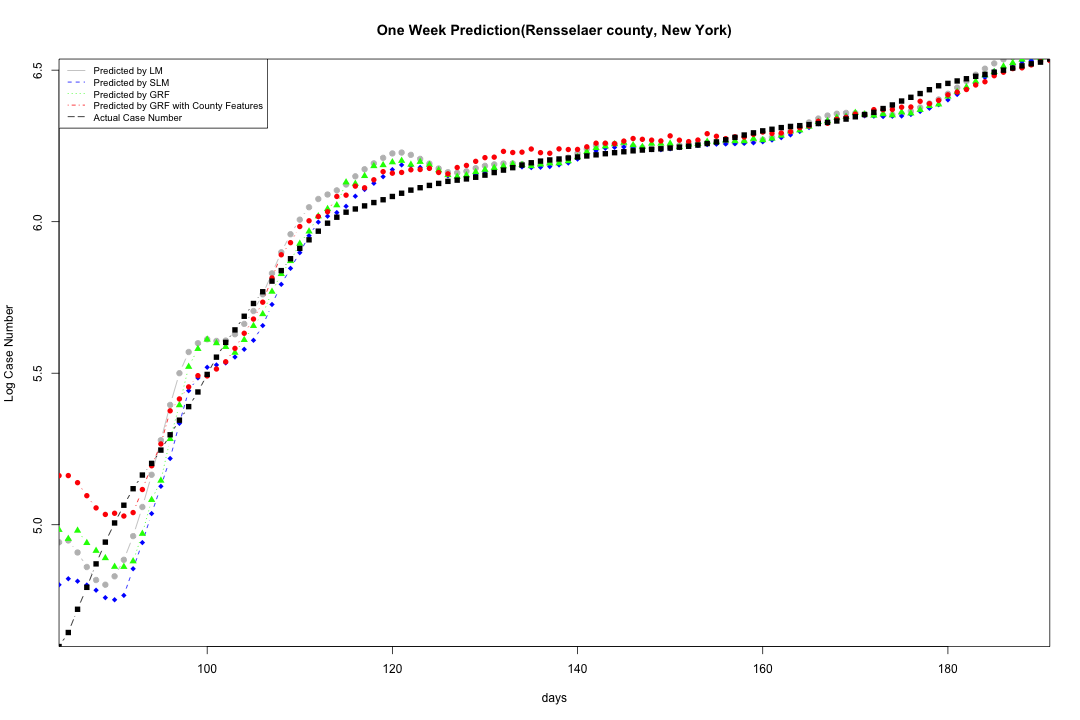 One Week Prediction(Rensselaer county, New York)
Predicted by LM
Predicted by SLM
Predicted by GRF
Predicted by GRF with County Features
Actual Case Number
6.5
6.0
5.5
5.0
Log Case Number
100 120 140 160 180
days